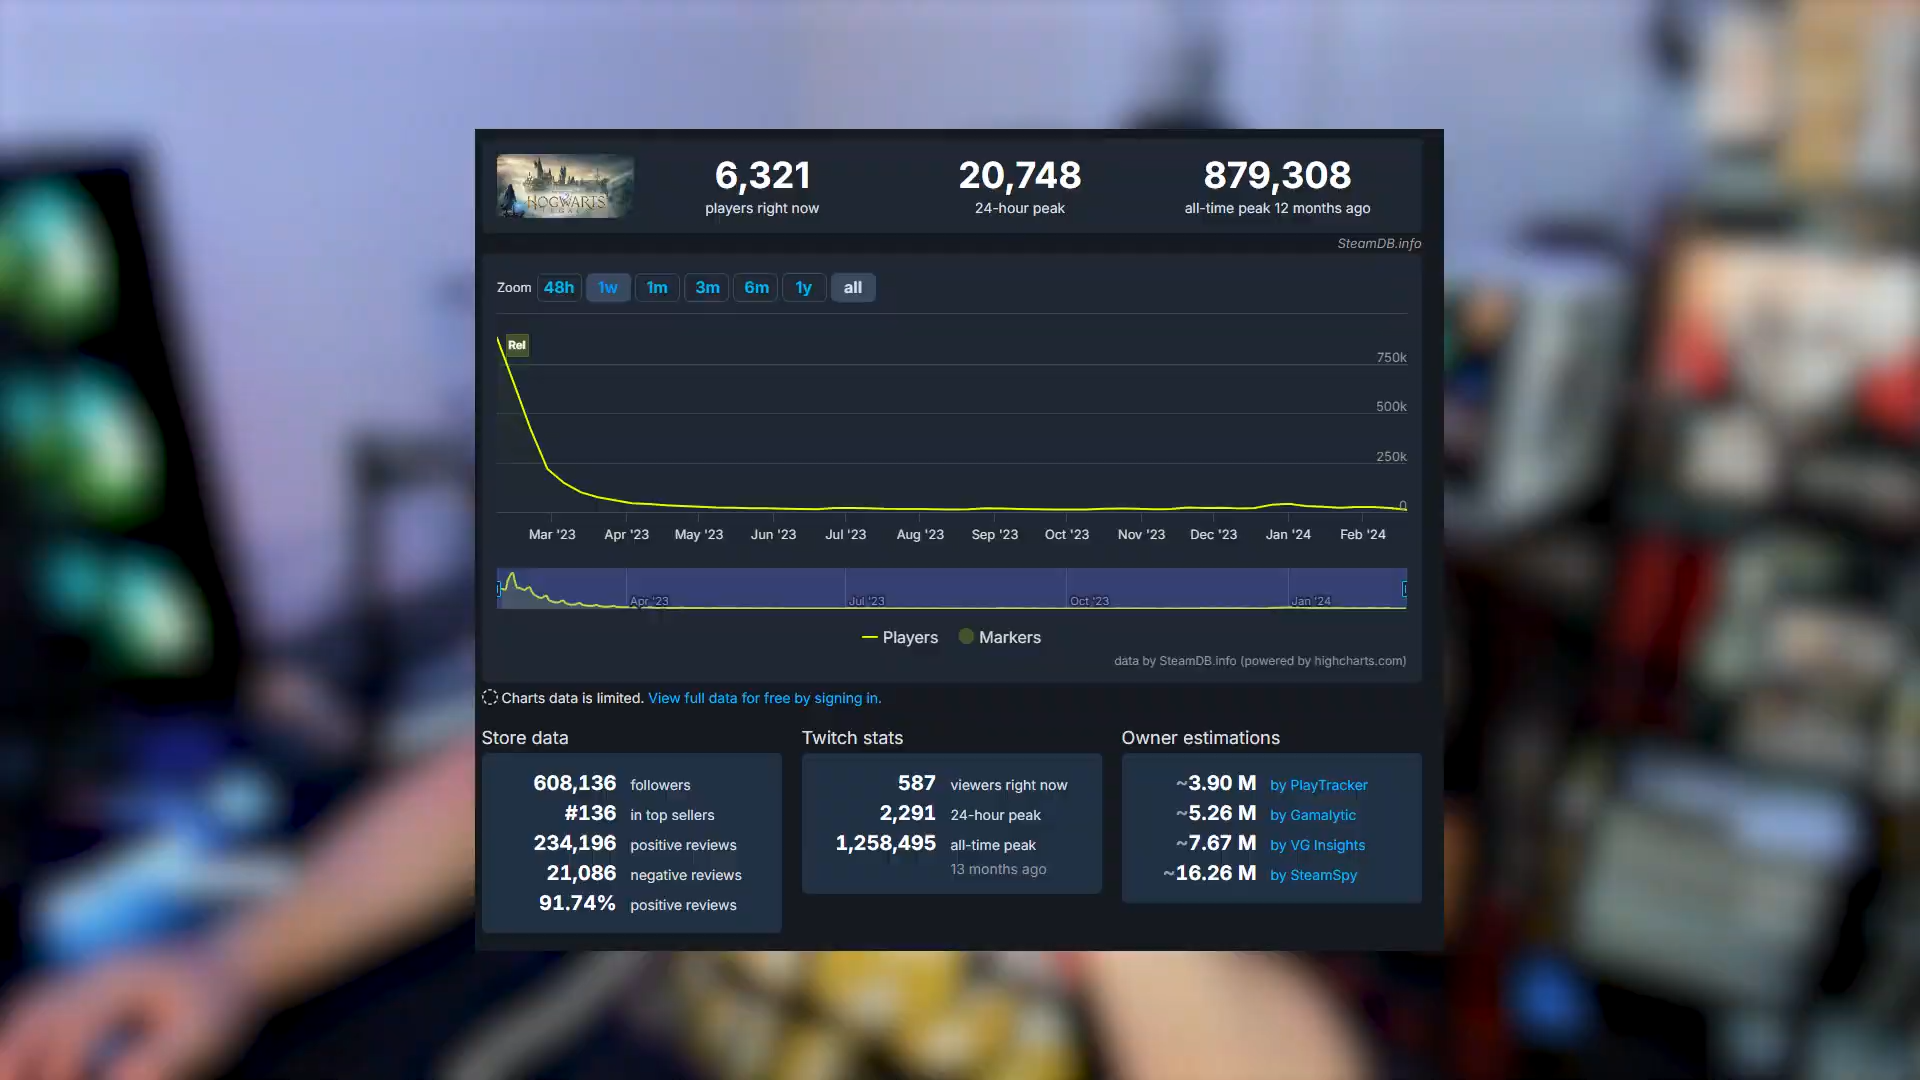 HOGWARTS
LEGACY
6,321
players right now
20,748
24-hour peak
879,308
all-time peak 12 months ago
SteamDB.info
Zoom 48h 1w 1m 3m 6m 1y all
Rel
750k
500k
250k
0
Mar '23 Apr '23 May '23 Jun '23 Jul '23 Aug '23 Sep '23 Oct '23 Nov '23 Dec '23 Jan '24 Feb '24
Apr '23 Jul '23 Oct '23 Jan '24
Players Markers
data by SteamDB.info (powered by highcharts.com)
Charts data is limited. View full data for free by signing in.
Store data
608,136 followers
#136 in top sellers
234,196 positive reviews
21,086 negative reviews
91.74% positive reviews
Twitch stats
587 viewers right now
2,291 24-hour peak
1,258,495 all-time peak
13 months ago
Owner estimations
~3.90 M by PlayTracker
~5.26 M by Gamalytic
~7.67 M by VG Insights
~16.26 M by SteamSpy